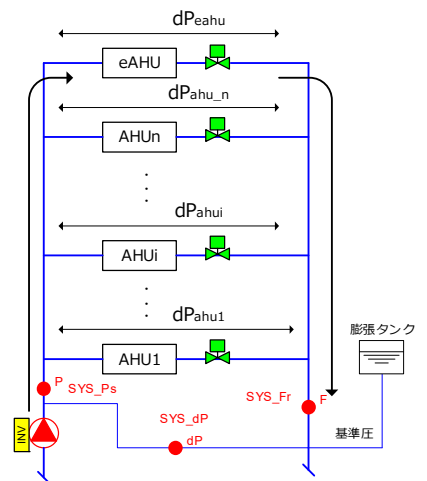 dPeahu
eAHU
dPahu_n
AHUn
dPahui
AHUi
dPahu1
AHU1
膨張タンク
P
SYS_Ps
SYS_Fr
F
SYS_dP
INV
dP
基準圧